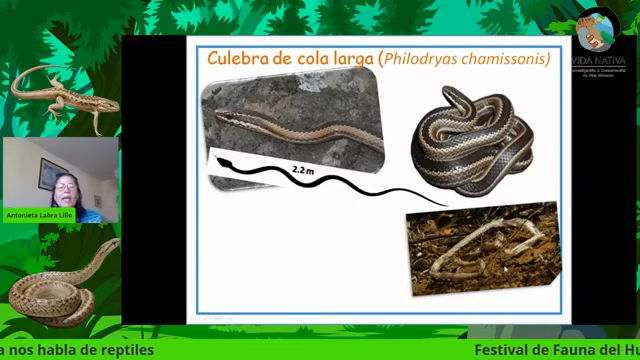 Culebra de cola larga (Philodryas chamissonis)
VIDA NATIVA
2.2 m
Antonieta Labra Lillo
a nos habla de reptiles
Festival de Fauna del Hu